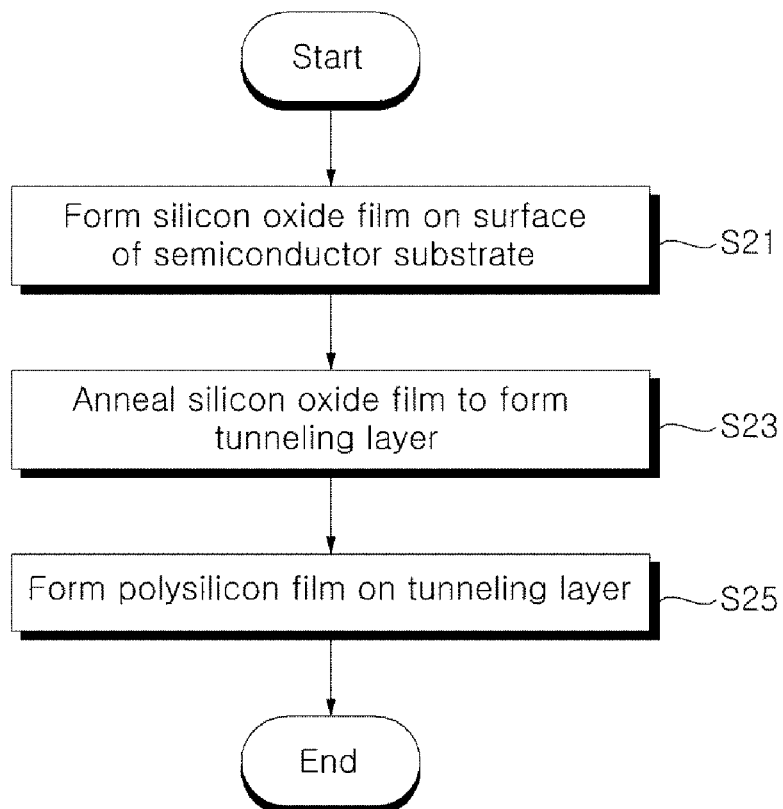 Start
Form silicon oxide film on surface
of semiconductor substrate
S21
Anneal silicon oxide film to form
tunneling layer
S23
Form polysilicon film on tunneling layer
S25
End